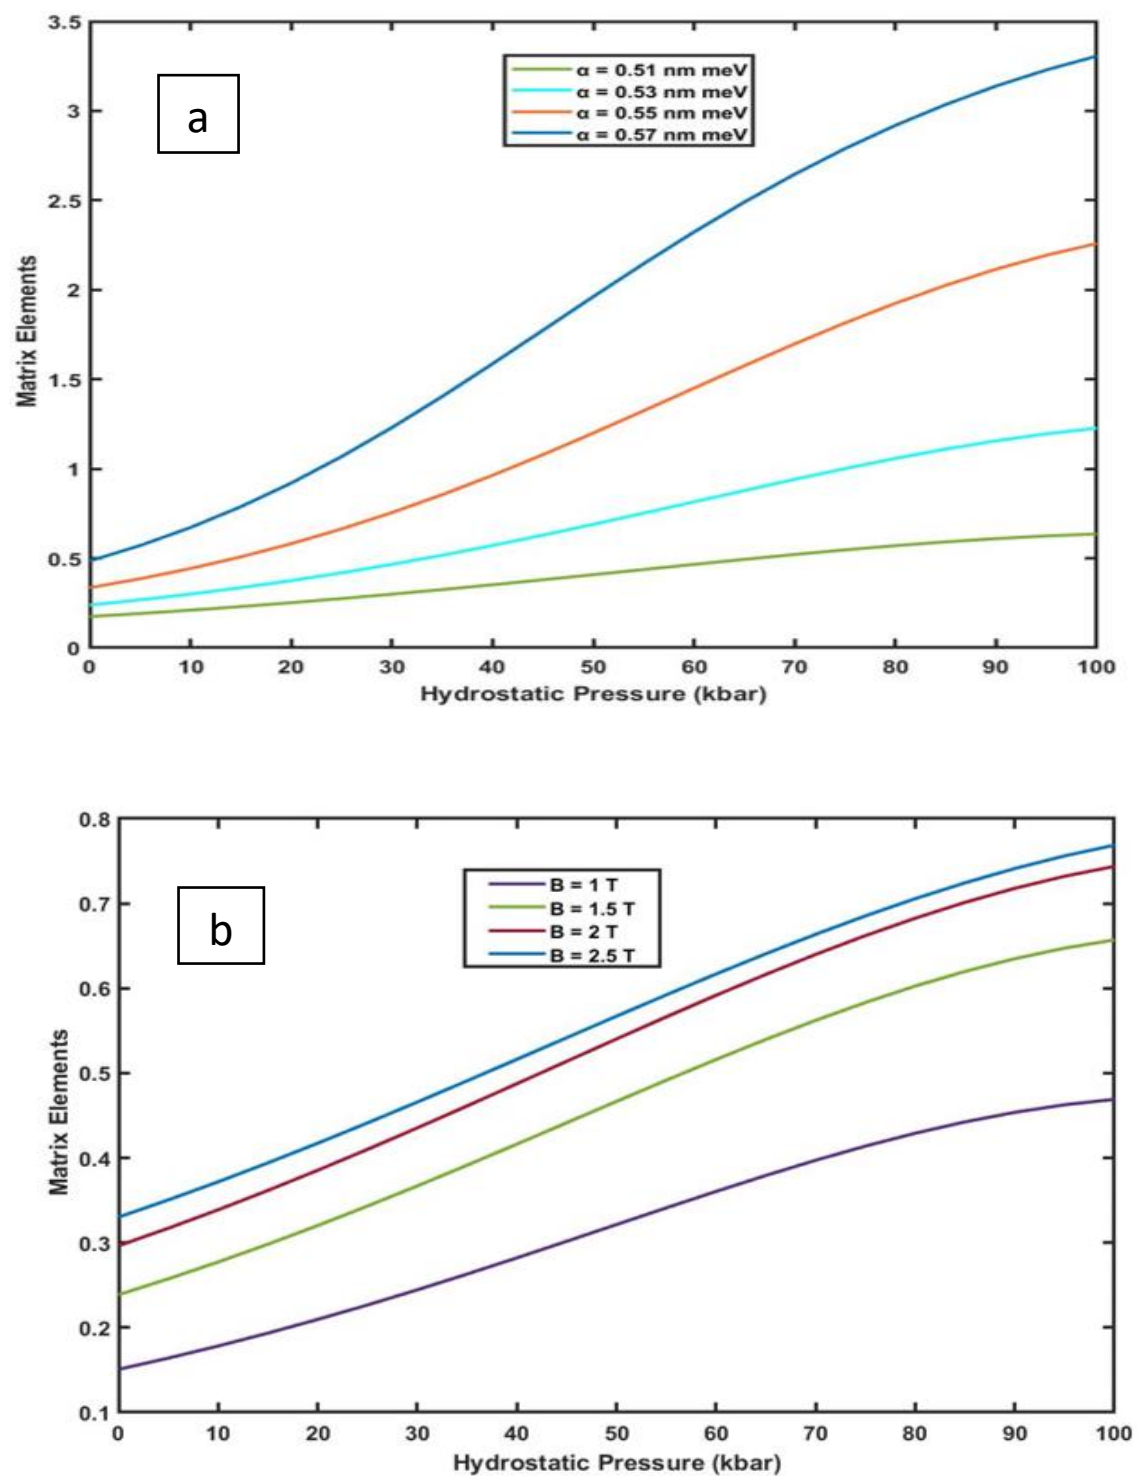 3.5
3
2.5
2
1.5
1
0.5
0
Matrix Elements
a
α = 0.51 nm meV
α = 0.53 nm meV
α = 0.55 nm meV
α = 0.57 nm meV
0 10 20 30 40 50 60 70 80 90 100
Hydrostatic Pressure (kbar)
0.8
0.7
0.6
0.5
0.4
0.3
0.2
0.1
Matrix Elements
b
B = 1 T
B = 1.5 T
B = 2 T
B = 2.5 T
0 10 20 30 40 50 60 70 80 90 100
Hydrostatic Pressure (kbar)